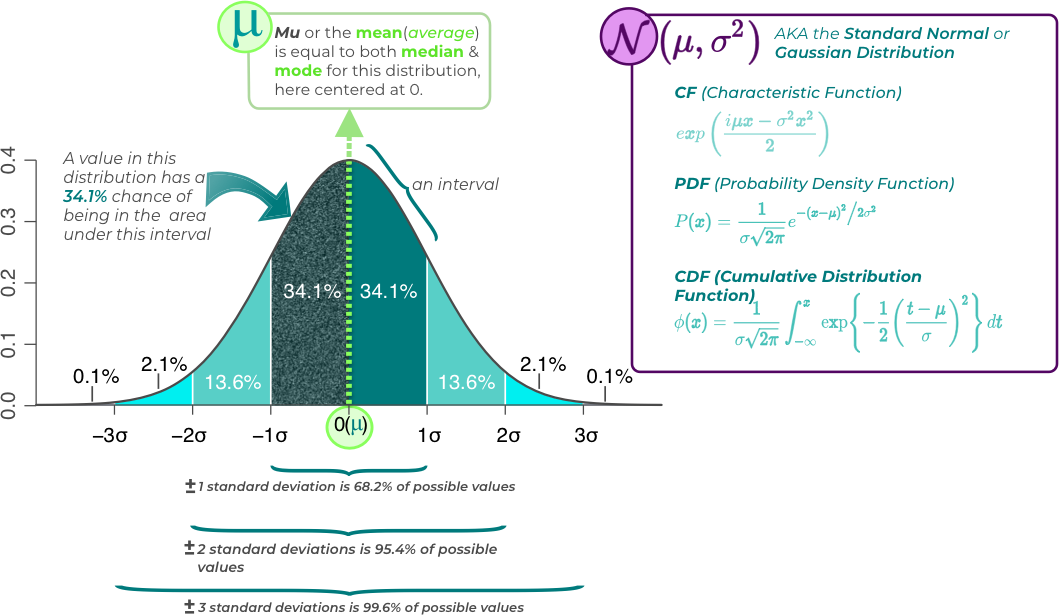 μ
Mu or the mean(average)
is equal to both median &
mode for this distribution,
here centered at 0.
N(μ, σ²)
AKA the Standard Normal or
Gaussian Distribution
CF (Characteristic Function)
exp((iμx − σ²x²)/2)
PDF (Probability Density Function)
P(x) = 1/(σ√2π) e^−(x−μ)²/2σ²
CDF (Cumulative Distribution
Function)
ϕ(x) = 1/(σ√2π) ∫_−∞^x exp{−1/2((t − μ)/σ)²} dt
A value in this
distribution has a
34.1% chance of
being in the area
under this interval
an interval
0.4
0.3
0.2
0.1
0.0
34.1% 34.1%
0.1% 2.1% 13.6% 13.6% 2.1% 0.1%
−3σ −2σ −1σ 0(μ) 1σ 2σ 3σ
± 1 standard deviation is 68.2% of possible values
± 2 standard deviations is 95.4% of possible
values
± 3 standard deviations is 99.6% of possible values